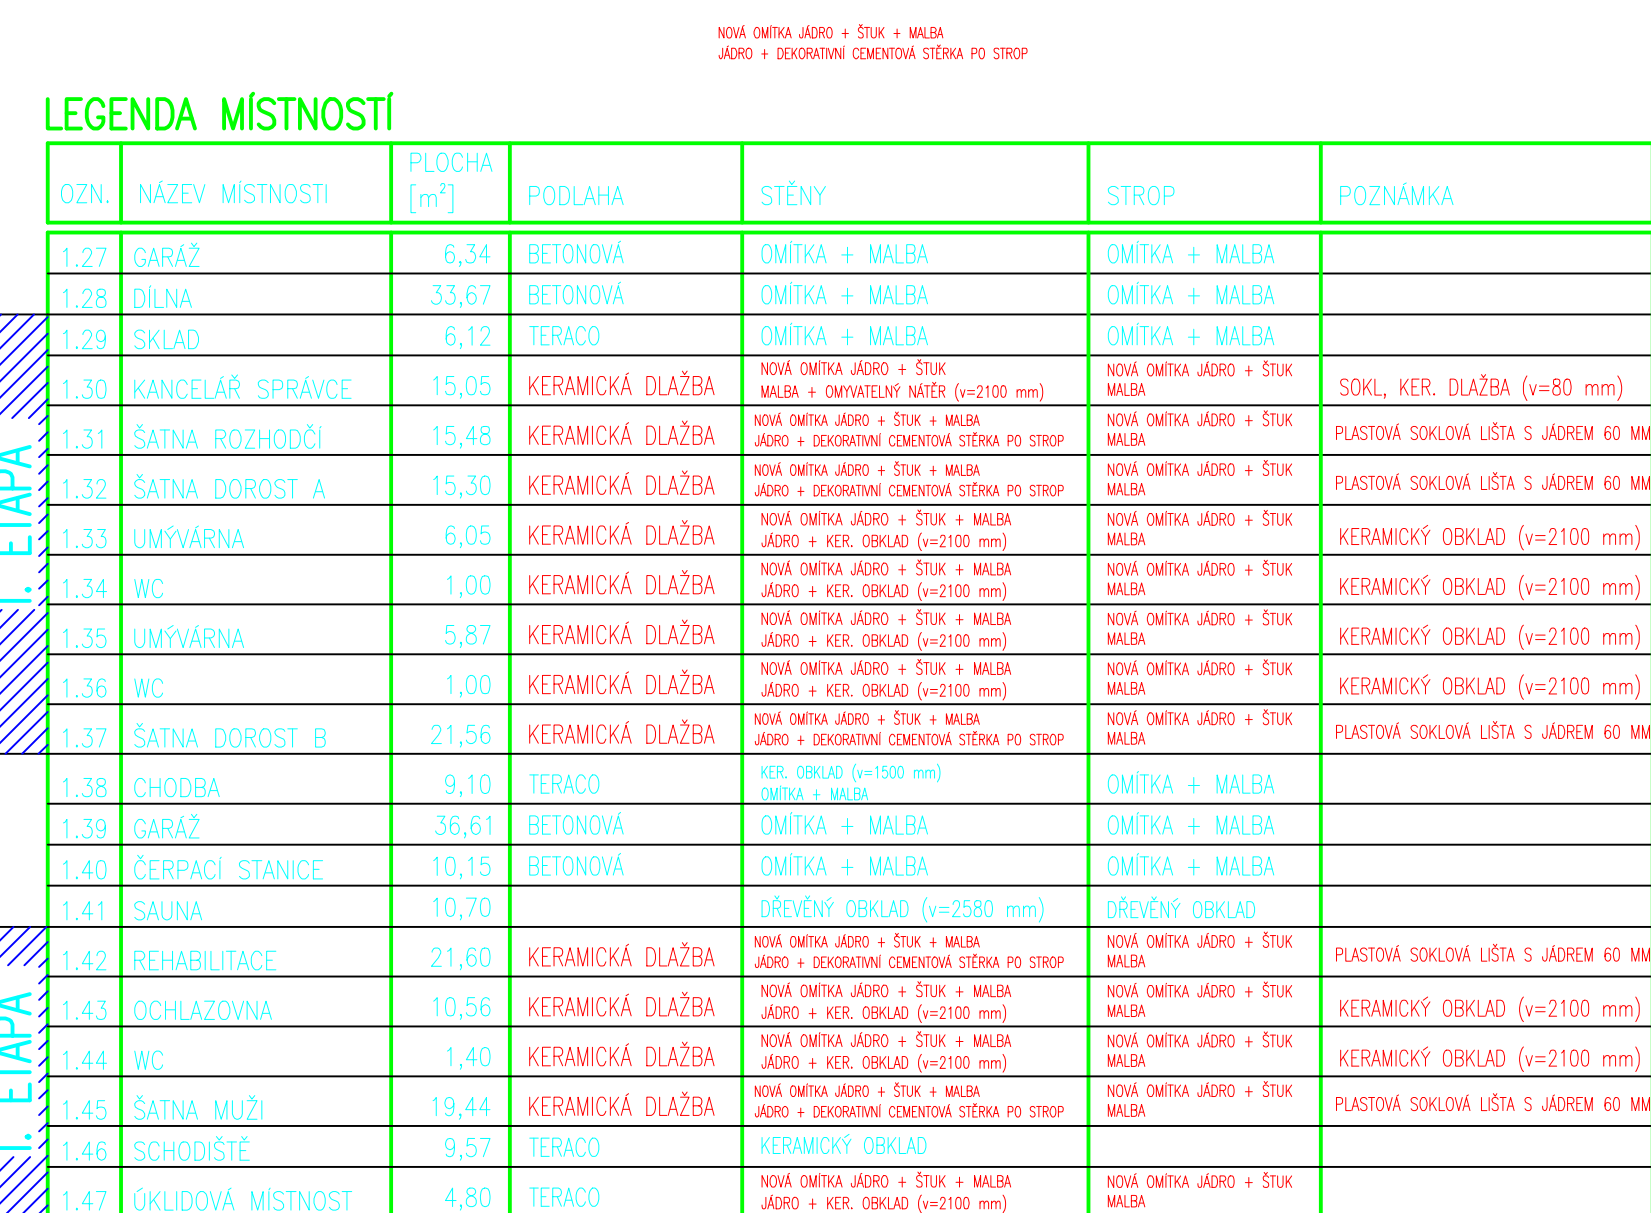 NOVÁ OMÍTKA JÁDRO + ŠTUK + MALBA
JÁDRO + DEKORATIVNÍ CEMENTOVÁ STĚRKA PO STROP
LEGENDA MÍSTNOSTÍ
OZN. NÁZEV MÍSTNOSTI PLOCHA [m²] PODLAHA STĚNY STROP POZNÁMKA
1.27 GARÁŽ 6,34 BETONOVÁ OMÍTKA + MALBA OMÍTKA + MALBA
1.28 DÍLNA 33,67 BETONOVÁ OMÍTKA + MALBA OMÍTKA + MALBA
1.29 SKLAD 6,12 TERACO OMÍTKA + MALBA OMÍTKA + MALBA
1.30 KANCELÁŘ SPRÁVCE 15,05 KERAMICKÁ DLAŽBA NOVÁ OMÍTKA JÁDRO + ŠTUK MALBA + OMYVATELNÝ NÁTĚR (v=2100 mm) NOVÁ OMÍTKA JÁDRO + ŠTUK MALBA SOKL, KER. DLAŽBA (v=80 mm)
1.31 ŠATNA ROZHODČÍ 15,48 KERAMICKÁ DLAŽBA NOVÁ OMÍTKA JÁDRO + ŠTUK + MALBA JÁDRO + DEKORATIVNÍ CEMENTOVÁ STĚRKA PO STROP NOVÁ OMÍTKA JÁDRO + ŠTUK MALBA PLASTOVÁ SOKLOVÁ LIŠTA S JÁDREM 60 MM
1.32 ŠATNA DOROST A 15,30 KERAMICKÁ DLAŽBA NOVÁ OMÍTKA JÁDRO + ŠTUK + MALBA JÁDRO + DEKORATIVNÍ CEMENTOVÁ STĚRKA PO STROP NOVÁ OMÍTKA JÁDRO + ŠTUK MALBA PLASTOVÁ SOKLOVÁ LIŠTA S JÁDREM 60 MM
1.33 UMÝVÁRNA 6,05 KERAMICKÁ DLAŽBA NOVÁ OMÍTKA JÁDRO + ŠTUK + MALBA JÁDRO + KER. OBKLAD (v=2100 mm) NOVÁ OMÍTKA JÁDRO + ŠTUK MALBA KERAMICKÝ OBKLAD (v=2100 mm)
1.34 WC 1,00 KERAMICKÁ DLAŽBA NOVÁ OMÍTKA JÁDRO + ŠTUK + MALBA JÁDRO + KER. OBKLAD (v=2100 mm) NOVÁ OMÍTKA JÁDRO + ŠTUK MALBA KERAMICKÝ OBKLAD (v=2100 mm)
1.35 UMÝVÁRNA 5,87 KERAMICKÁ DLAŽBA NOVÁ OMÍTKA JÁDRO + ŠTUK + MALBA JÁDRO + KER. OBKLAD (v=2100 mm) NOVÁ OMÍTKA JÁDRO + ŠTUK MALBA KERAMICKÝ OBKLAD (v=2100 mm)
1.36 WC 1,00 KERAMICKÁ DLAŽBA NOVÁ OMÍTKA JÁDRO + ŠTUK + MALBA JÁDRO + KER. OBKLAD (v=2100 mm) NOVÁ OMÍTKA JÁDRO + ŠTUK MALBA KERAMICKÝ OBKLAD (v=2100 mm)
1.37 ŠATNA DOROST B 21,56 KERAMICKÁ DLAŽBA NOVÁ OMÍTKA JÁDRO + ŠTUK + MALBA JÁDRO + DEKORATIVNÍ CEMENTOVÁ STĚRKA PO STROP NOVÁ OMÍTKA JÁDRO + ŠTUK MALBA PLASTOVÁ SOKLOVÁ LIŠTA S JÁDREM 60 MM
I. ETAPA
1.38 CHODBA 9,10 TERACO KER. OBKLAD (v=1500 mm) OMÍTKA + MALBA OMÍTKA + MALBA
1.39 GARÁŽ 36,61 BETONOVÁ OMÍTKA + MALBA OMÍTKA + MALBA
1.40 ČERPACÍ STANICE 10,15 BETONOVÁ OMÍTKA + MALBA OMÍTKA + MALBA
1.41 SAUNA 10,70 DŘEVĚNÝ OBKLAD (v=2580 mm) DŘEVĚNÝ OBKLAD
1.42 REHABILITACE 21,60 KERAMICKÁ DLAŽBA NOVÁ OMÍTKA JÁDRO + ŠTUK + MALBA JÁDRO + DEKORATIVNÍ CEMENTOVÁ STĚRKA PO STROP NOVÁ OMÍTKA JÁDRO + ŠTUK MALBA PLASTOVÁ SOKLOVÁ LIŠTA S JÁDREM 60 MM
1.43 OCHLAZOVNA 10,56 KERAMICKÁ DLAŽBA NOVÁ OMÍTKA JÁDRO + ŠTUK + MALBA JÁDRO + KER. OBKLAD (v=2100 mm) NOVÁ OMÍTKA JÁDRO + ŠTUK MALBA KERAMICKÝ OBKLAD (v=2100 mm)
1.44 WC 1,40 KERAMICKÁ DLAŽBA NOVÁ OMÍTKA JÁDRO + ŠTUK + MALBA JÁDRO + KER. OBKLAD (v=2100 mm) NOVÁ OMÍTKA JÁDRO + ŠTUK MALBA KERAMICKÝ OBKLAD (v=2100 mm)
1.45 ŠATNA MUŽI 19,44 KERAMICKÁ DLAŽBA NOVÁ OMÍTKA JÁDRO + ŠTUK + MALBA JÁDRO + DEKORATIVNÍ CEMENTOVÁ STĚRKA PO STROP NOVÁ OMÍTKA JÁDRO + ŠTUK MALBA PLASTOVÁ SOKLOVÁ LIŠTA S JÁDREM 60 MM
1.46 SCHODIŠTĚ 9,57 TERACO KERAMICKÝ OBKLAD
1.47 ÚKLIDOVÁ MÍSTNOST 4,80 TERACO NOVÁ OMÍTKA JÁDRO + ŠTUK + MALBA JÁDRO + KER. OBKLAD (v=2100 mm) NOVÁ OMÍTKA JÁDRO + ŠTUK MALBA
I. ETAPA